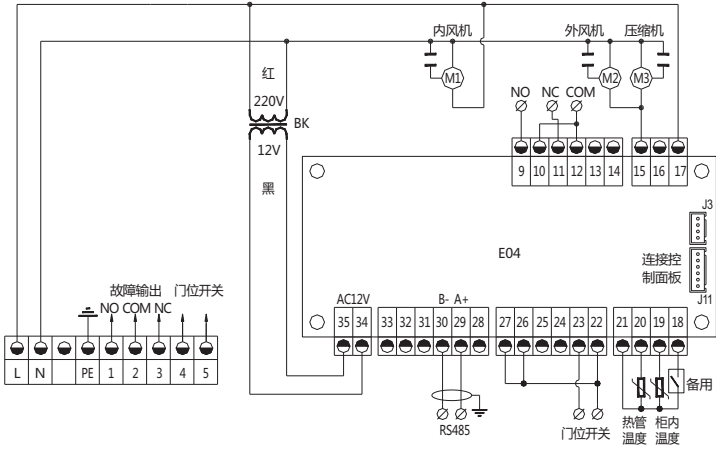 内风机
外风机
压缩机
M1
M2
M3
红
220V
BK
12V
黑
NO NC COM
9 10 11 12 13 14
15 16 17
J3
E04
连接控
制面板
J11
AC12V
B- A+
35 34
33 32 31 30 29 28
27 26 25 24 23 22
21 20 19 18
故障输出 门位开关
NO COM NC
L N PE 1 2 3 4 5
RS485
门位开关
热管
温度
柜内
温度
备用